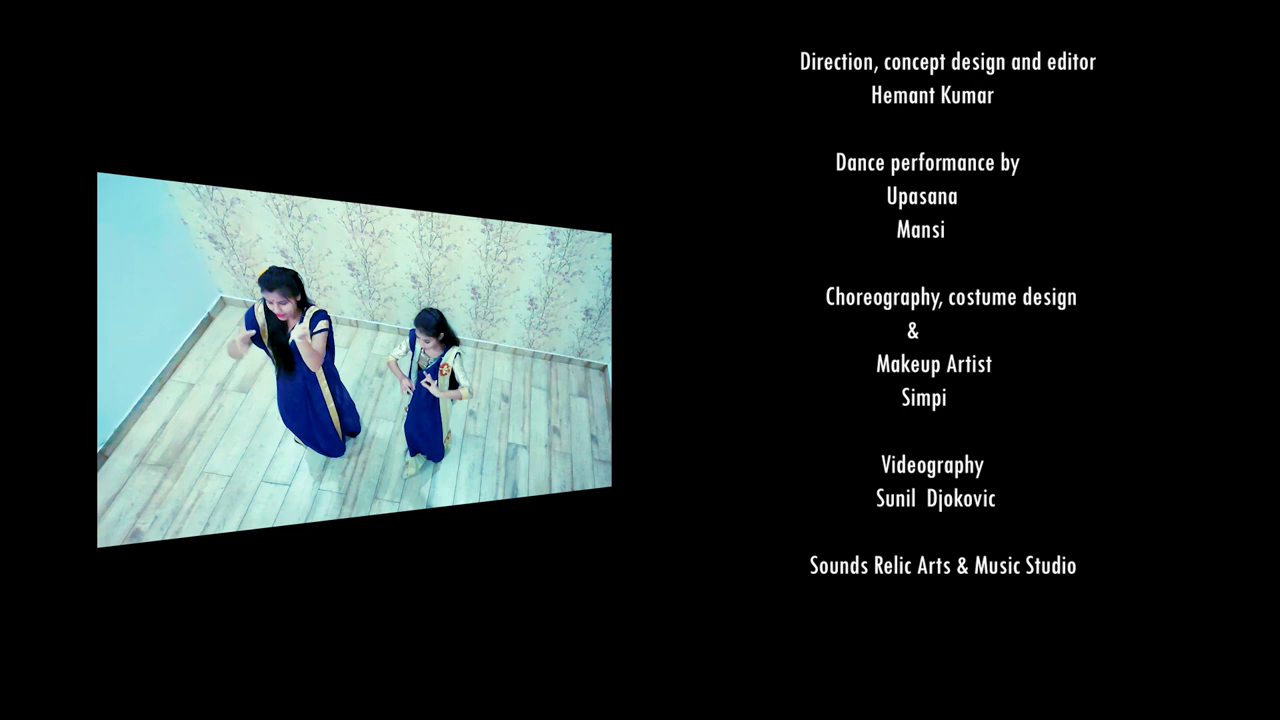 Direction, concept design and editor
Hemant Kumar
Dance performance by
Upasana
Mansi
Choreography, costume design
&
Makeup Artist
Simpi
Videography
Sunil Djokovic
Sounds Relic Arts & Music Studio